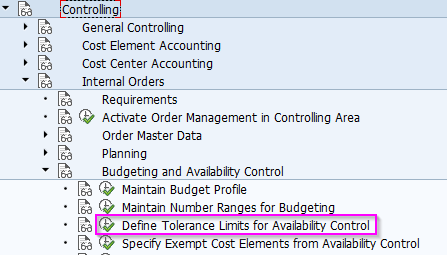 Controlling
General Controlling
Cost Element Accounting
Cost Center Accounting
Internal Orders
Requirements
Activate Order Management in Controlling Area
Order Master Data
Planning
Budgeting and Availability Control
Maintain Budget Profile
Maintain Number Ranges for Budgeting
Define Tolerance Limits for Availability Control
Specify Exempt Cost Elements from Availability Control